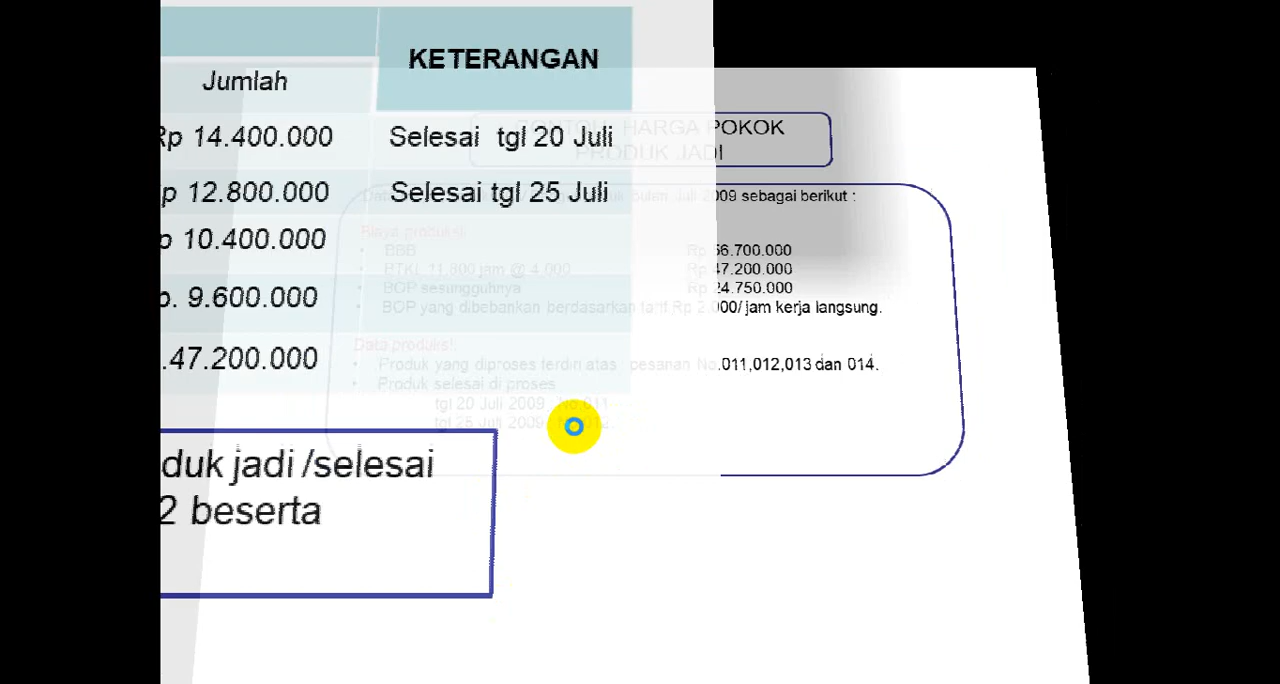 KETERANGAN
Jumlah
Rp 14.400.000 Selesai tgl 20 Juli
p 12.800.000 Selesai tgl 25 Juli
10.400.000
. 9.600.000
.47.200.000
duk jadi /selesai
2 beserta
CONTOH HARGA POKOK
PRODUK JADI
bulan Juli 2009 sebagai berikut :
Biaya produksi:
• BBB Rp 56.700.000
• BTKL 11.800 jam @ 4.000 Rp 47.200.000
• BOP sesungguhnya Rp 24.750.000
• BOP yang dibebankan berdasarkan tarif Rp 2.000/ jam kerja langsung.
Data produksi:
• Produk yang diproses terdiri atas pesanan No.011,012,013 dan 014.
• Produk selesai di proses
tgl 20 Juli 2009, No.011
tgl 25 Juli 2009, No.012.